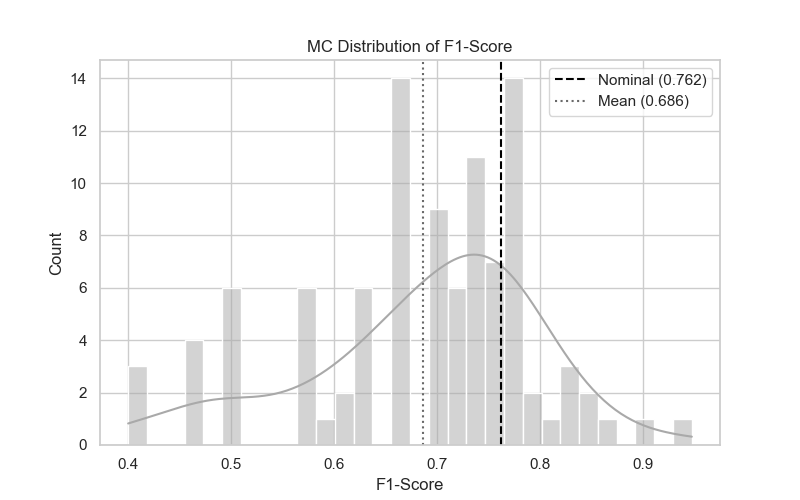 MC Distribution of F1-Score
Nominal (0.762)
Mean (0.686)
14
12
10
8
6
4
2
0
Count
0.4 0.5 0.6 0.7 0.8 0.9
F1-Score